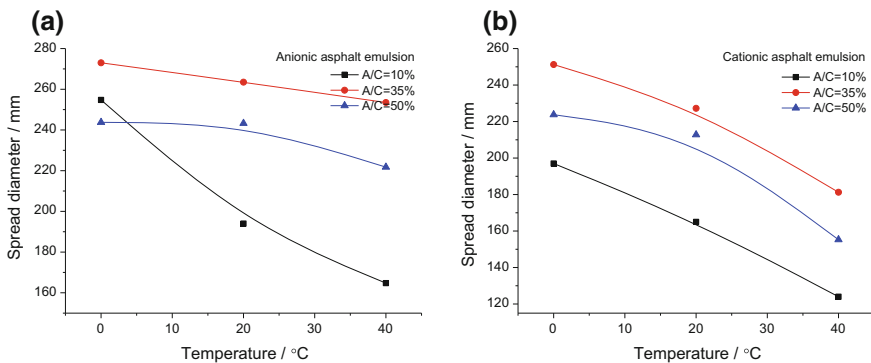 (a)
280
260
240
220
200
180
160
Spread diameter / mm
Anionic asphalt emulsion
A/C=10%
A/C=35%
A/C=50%
0 10 20 30 40
Temperature / °C
(b)
260
240
220
200
180
160
140
120
Spread diameter / mm
Cationic asphalt emulsion
A/C=10%
A/C=35%
A/C=50%
0 10 20 30 40
Temperature / °C